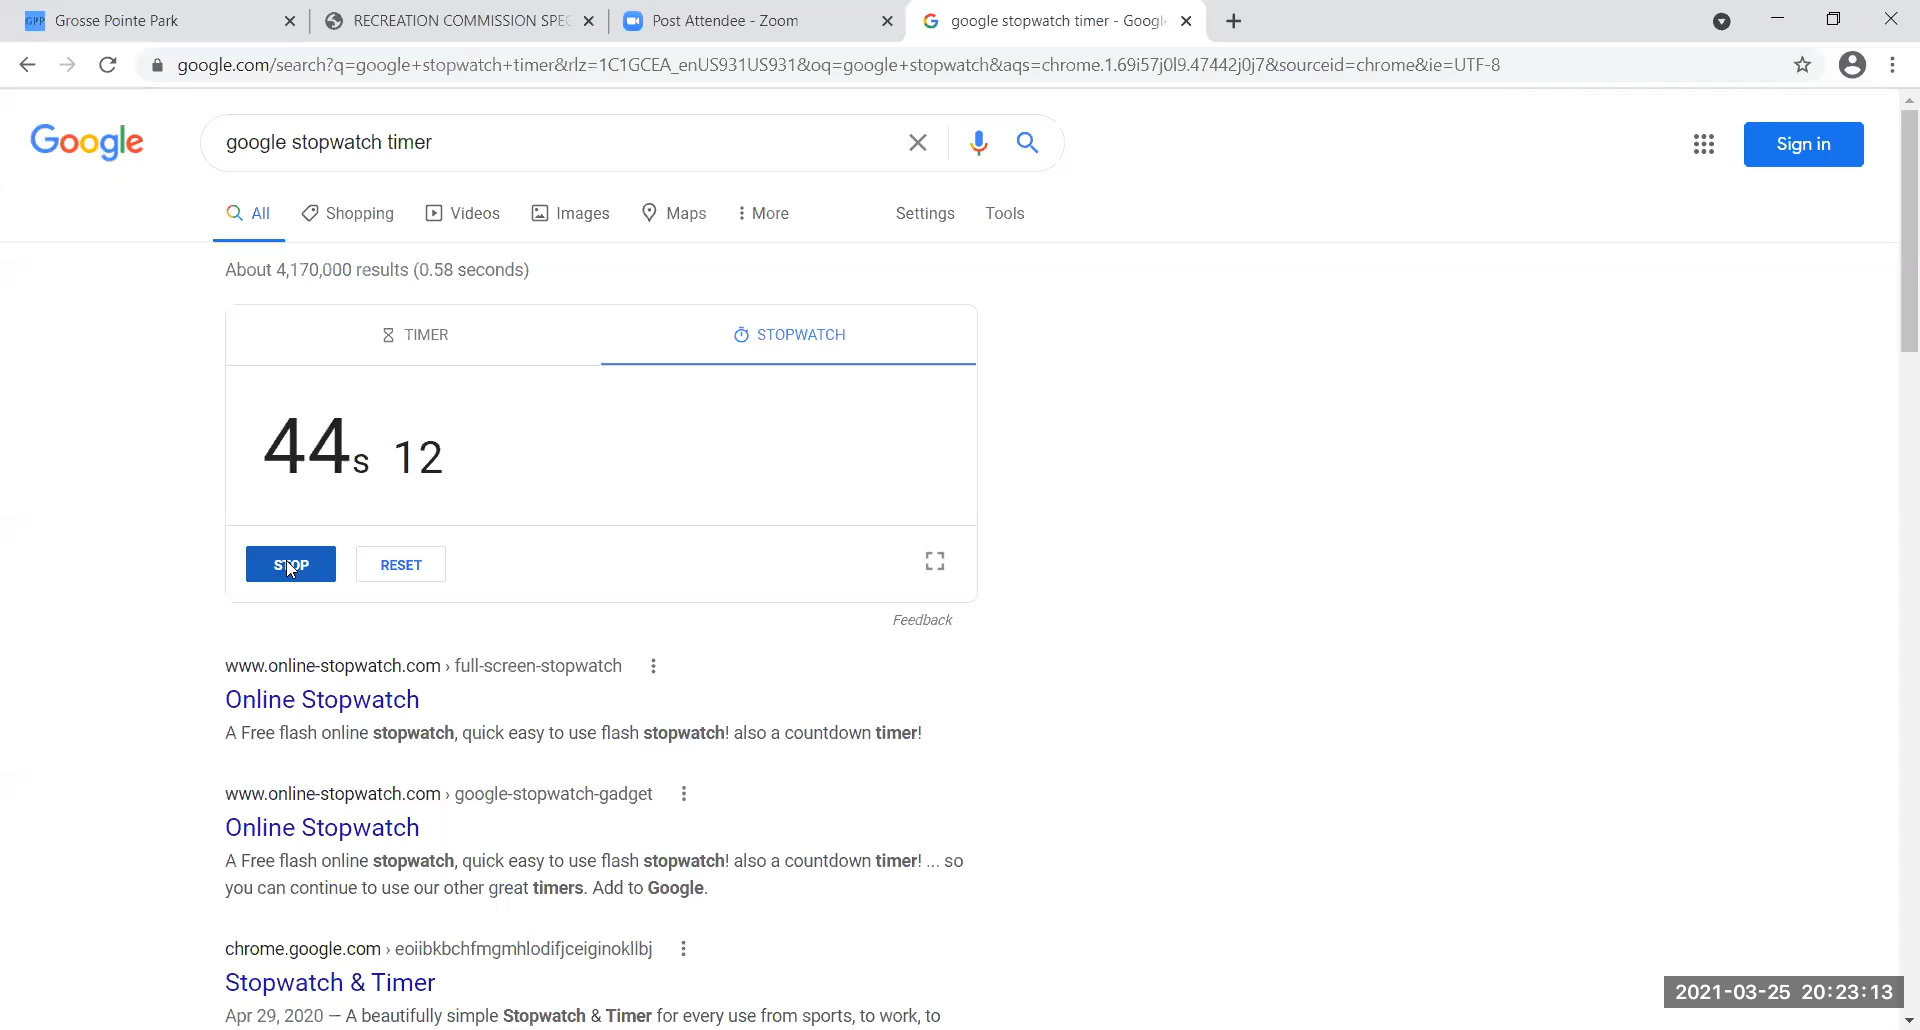 GPP Grosse Pointe Park
RECREATION COMMISSION SPEC
Post Attendee - Zoom
google stopwatch timer - Googl
google.com/search?q=google+stopwatch+timer&rlz=1C1GCEA_enUS931US931&oq=google+stopwatch&aqs=chrome.1.69i57j0l9.47442j0j7&sourceid=chrome&ie=UTF-8
Google
google stopwatch timer
Sign in
All Shopping Videos Images Maps More Settings Tools
About 4,170,000 results (0.58 seconds)
TIMER STOPWATCH
44s 12
STOP RESET
Feedback
www.online-stopwatch.com › full-screen-stopwatch
Online Stopwatch
A Free flash online stopwatch, quick easy to use flash stopwatch! also a countdown timer!
www.online-stopwatch.com › google-stopwatch-gadget
Online Stopwatch
A Free flash online stopwatch, quick easy to use flash stopwatch! also a countdown timer! ... so
you can continue to use our other great timers. Add to Google.
chrome.google.com › eoiibkbchfmgmhlodifjceiginokllbj
Stopwatch & Timer
Apr 29, 2020 — A beautifully simple Stopwatch & Timer for every use from sports, to work, to
2021-03-25 20:23:13